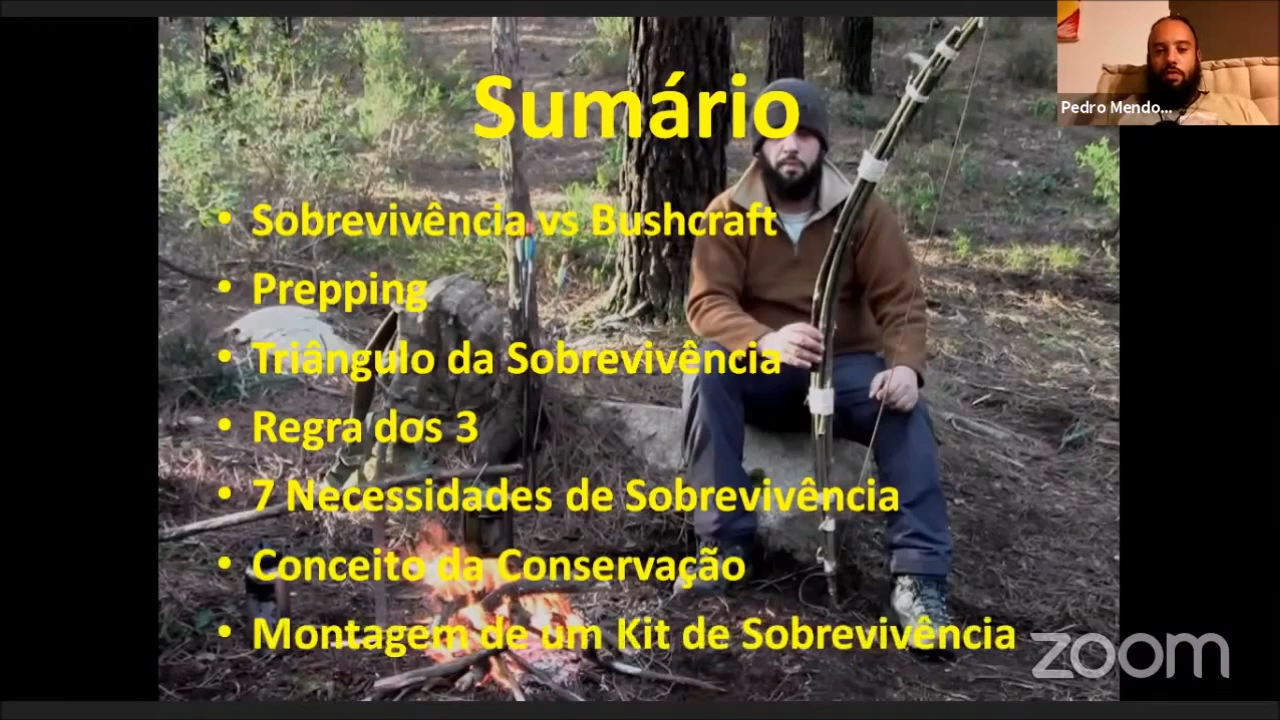 Sumário
Pedro Mendo...
• Sobrevivência vs Bushcraft
• Prepping
• Triângulo da Sobrevivência
• Regra dos 3
• 7 Necessidades de Sobrevivência
• Conceito da Conservação
• Montagem de um Kit de Sobrevivência
zoom